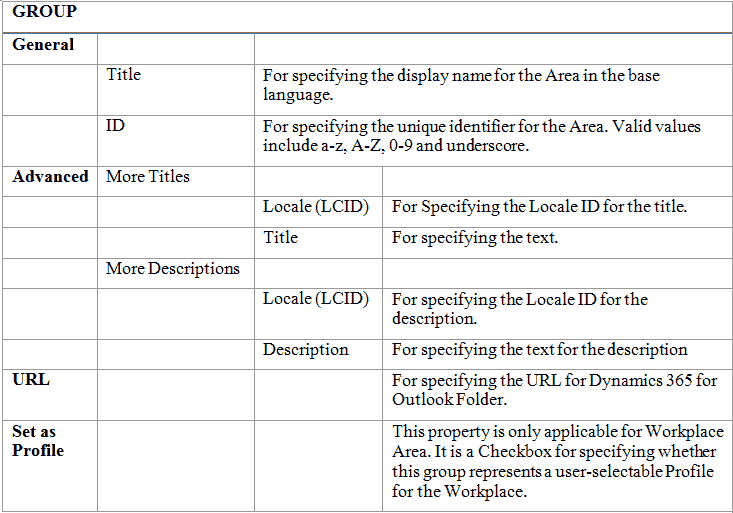 GROUP
General
Title
For specifying the display name for the Area in the base
language.
ID
For specifying the unique identifier for the Area. Valid values
include a-z, A-Z, 0-9 and underscore.
Advanced
More Titles
Locale (LCID)
For Specifying the Locale ID for the title.
Title
For specifying the text.
More Descriptions
Locale (LCID)
For specifying the Locale ID for the
description.
Description
For specifying the text for the description
URL
For specifying the URL for Dynamics 365 for
Outlook Folder.
Set as
Profile
This property is only applicable for Workplace
Area. It is a Checkbox for specifying whether
this group represents a user-selectable Profile
for the Workplace.